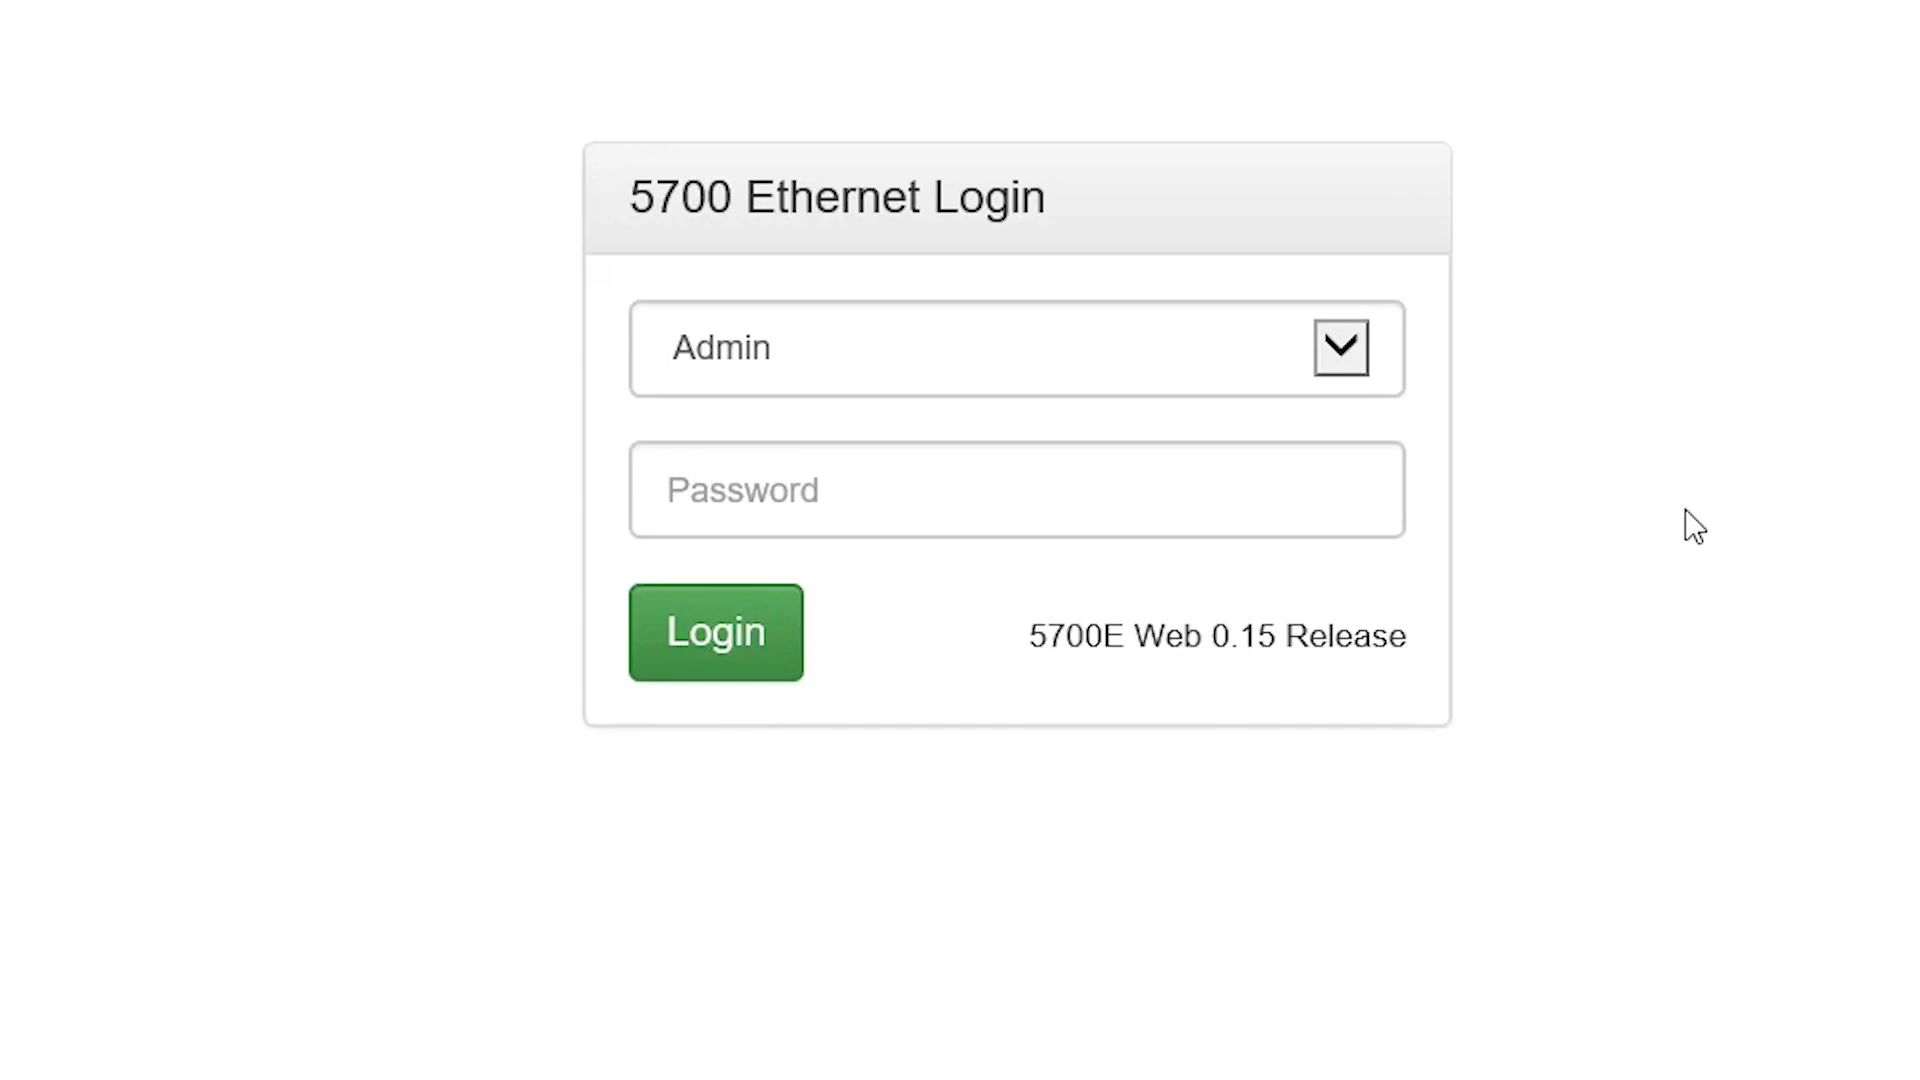 5700 Ethernet Login
Admin
Password
Login
5700E Web 0.15 Release